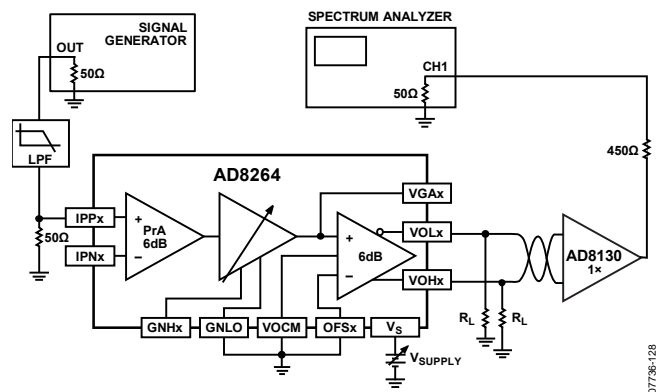 SIGNAL
GENERATOR
OUT
50Ω
SPECTRUM ANALYZER
CH1
50Ω
450Ω
LPF
AD8264
IPPx
IPNx
50Ω
+
PrA
6dB
–
+
6dB
–
VGAx
VOLx
VOHx
AD8130
1×
GNHx
GNLO
VOCM
OFSx
VS
VSUPPLY
RL
RL
07736-128